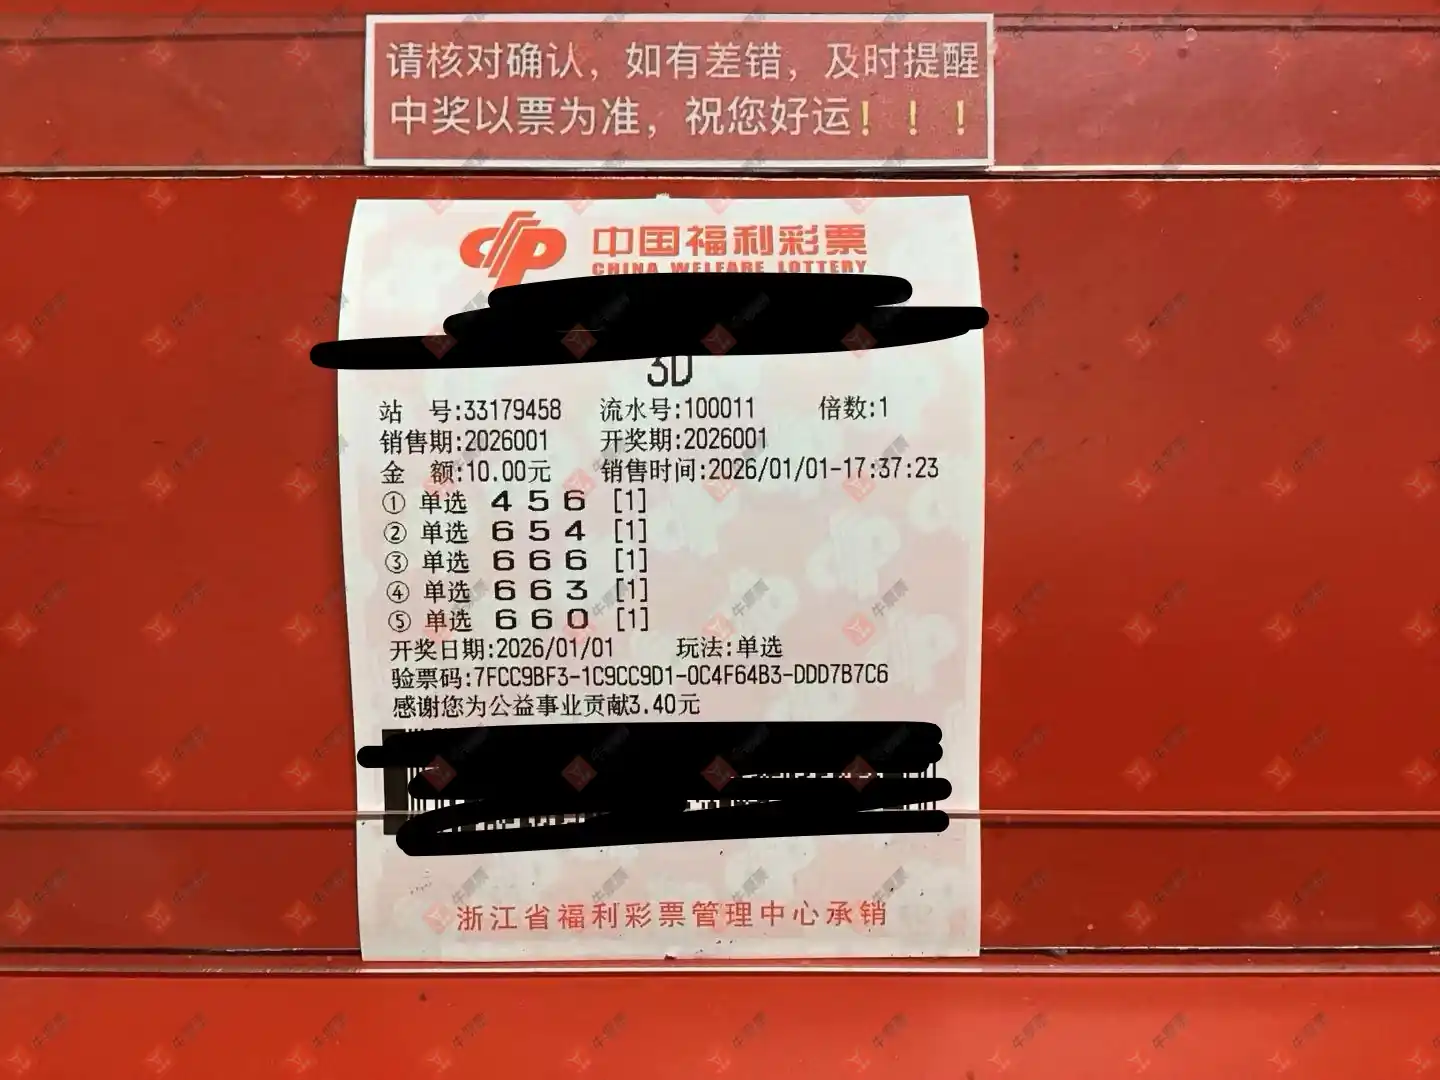 请核对确认，如有差错，及时提醒
中奖以票为准，祝您好运！！！
中国福利彩票
CHINA WELFARE LOTTERY
3D
站 号:33179458 流水号:100011 倍数:1
销售期:2026001 开奖期:2026001
金 额:10.00元 销售时间:2026/01/01-17:37:23
① 单选 4 5 6 [1]
② 单选 6 5 4 [1]
③ 单选 6 6 6 [1]
④ 单选 6 6 3 [1]
⑤ 单选 6 6 0 [1]
开奖日期:2026/01/01 玩法:单选
验票码:7FCC9BF3-1C9CC9D1-0C4F64B3-DDD7B7C6
感谢您为公益事业贡献3.40元
浙江省福利彩票管理中心承销